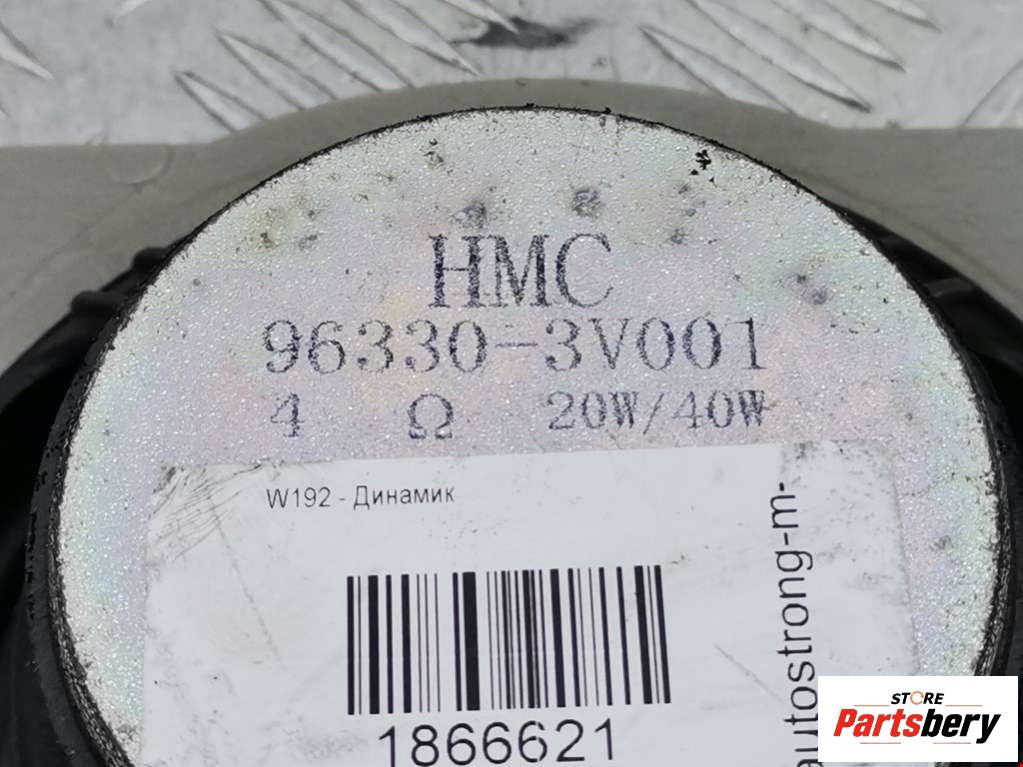 HMC
96330-3V001
4 Ω 20W/40W
W192 - Динамик
1866621
autostrong-m-
STORE
Partsbery